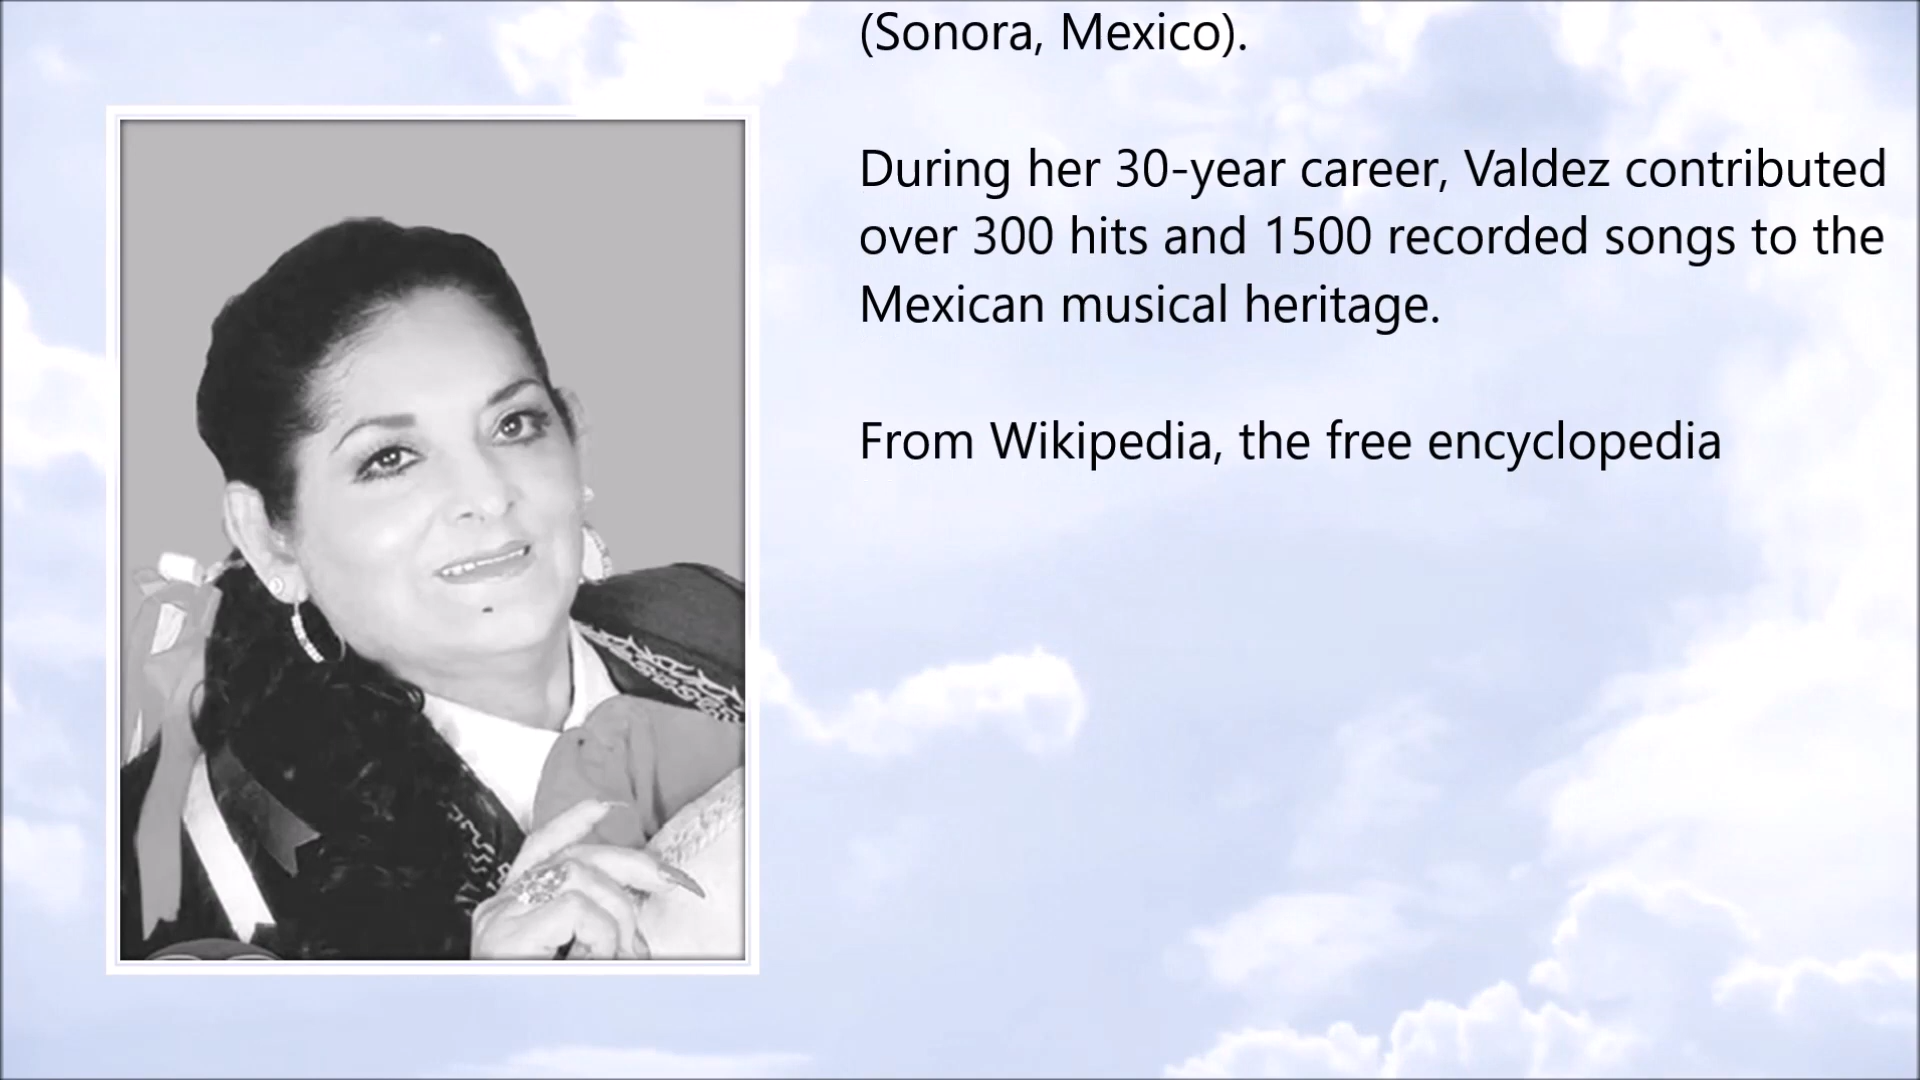 (Sonora, Mexico).
During her 30-year career, Valdez contributed
over 300 hits and 1500 recorded songs to the
Mexican musical heritage.
From Wikipedia, the free encyclopedia